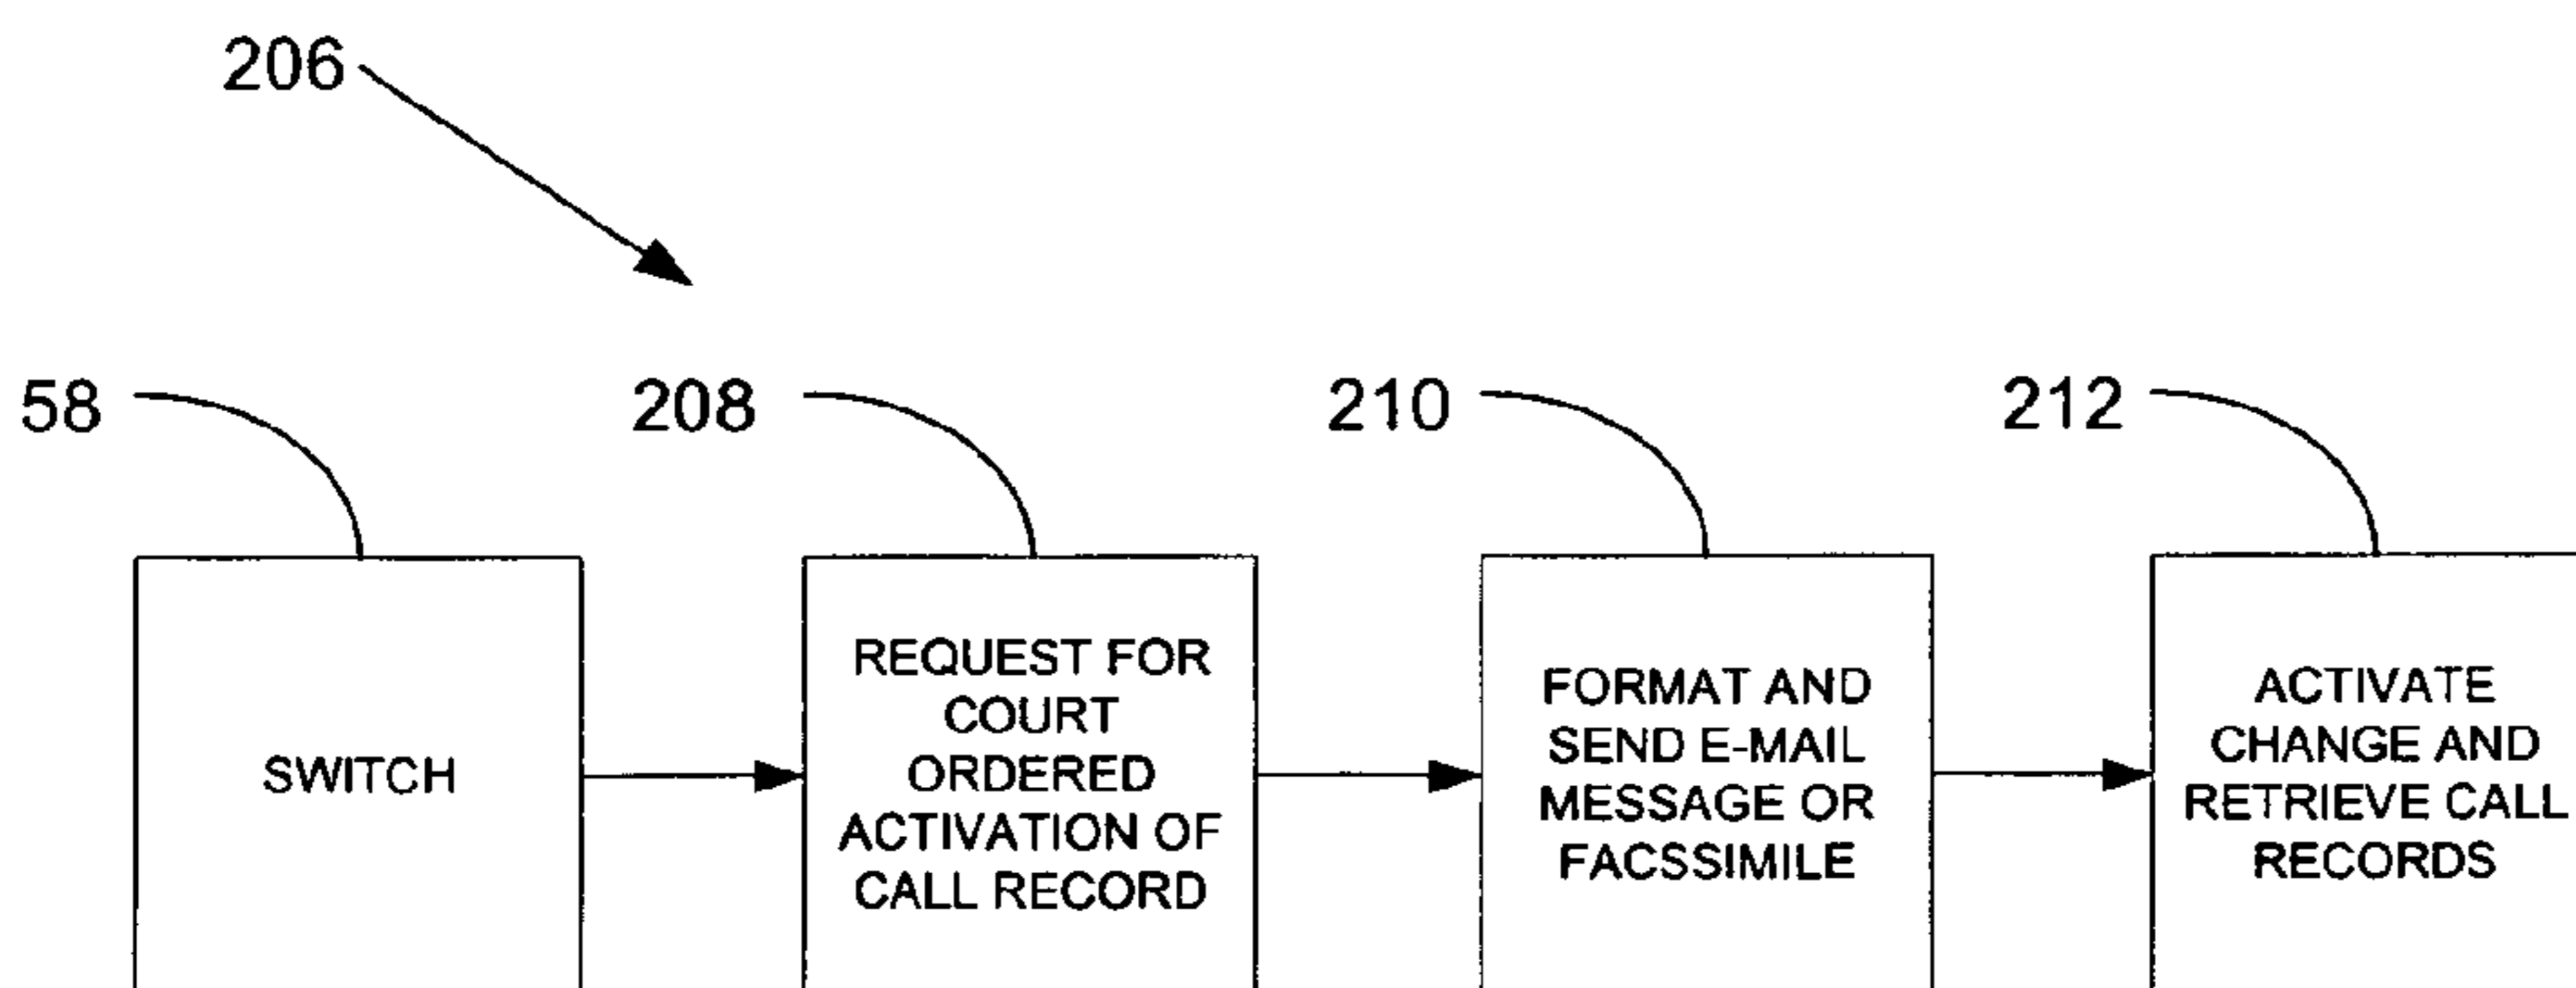 206
58
208
210
212
SWITCH
REQUEST FOR
COURT
ORDERED
ACTIVATION OF
CALL RECORD
FORMAT AND
SEND E-MAIL
MESSAGE OR
FACSSIMILE
ACTIVATE
CHANGE AND
RETRIEVE CALL
RECORDS